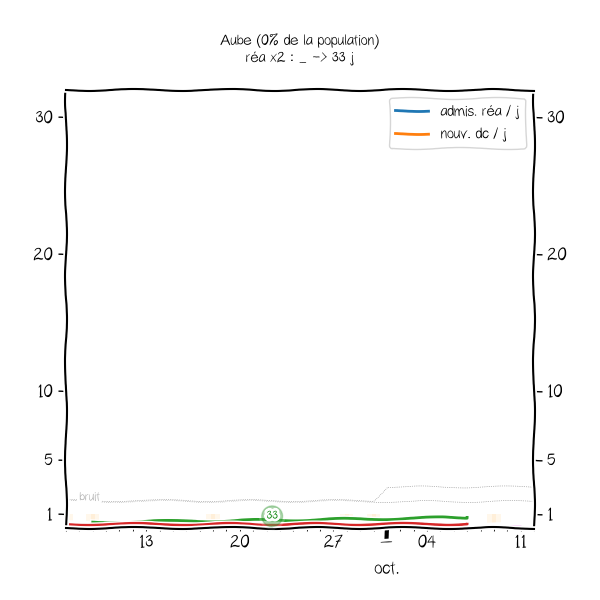 Aube (0% de la population)
réa x2 : _ -> 33 j
admis. réa / j
nouv. dc / j
30
30
20
20
10
10
5
5
_ bruit
1
33
1
13
20
27
04
11
oct.